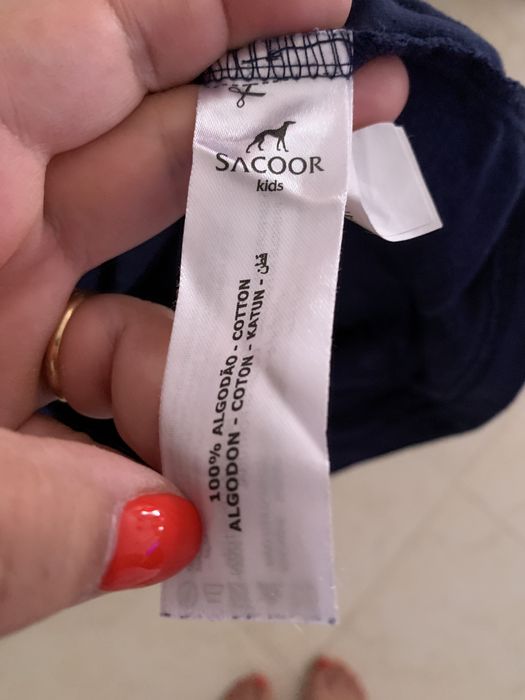 SACOOR
kids
100% ALGODÃO - COTTON
ALGODON - COTON - KATUN - قطن